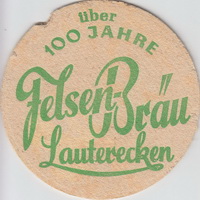 über
100 JAHRE
Felsen-Bräu
Lauterecken